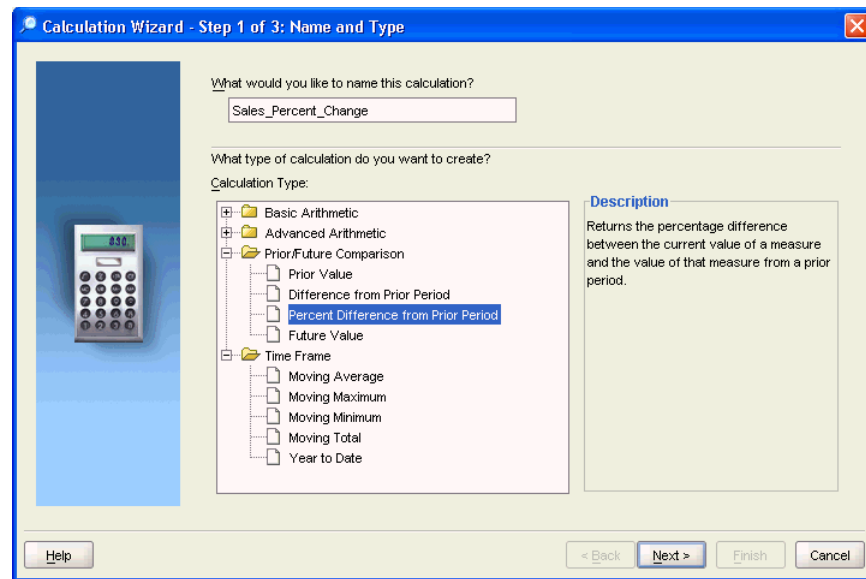 Calculation Wizard - Step 1 of 3: Name and Type
What would you like to name this calculation?
Sales_Percent_Change
What type of calculation do you want to create?
Calculation Type:
Basic Arithmetic
Advanced Arithmetic
Prior/Future Comparison
Prior Value
Difference from Prior Period
Percent Difference from Prior Period
Future Value
Time Frame
Moving Average
Moving Maximum
Moving Minimum
Moving Total
Year to Date
Description
Returns the percentage difference
between the current value of a measure
and the value of that measure from a prior
period.
Help
< Back
Next >
Finish
Cancel